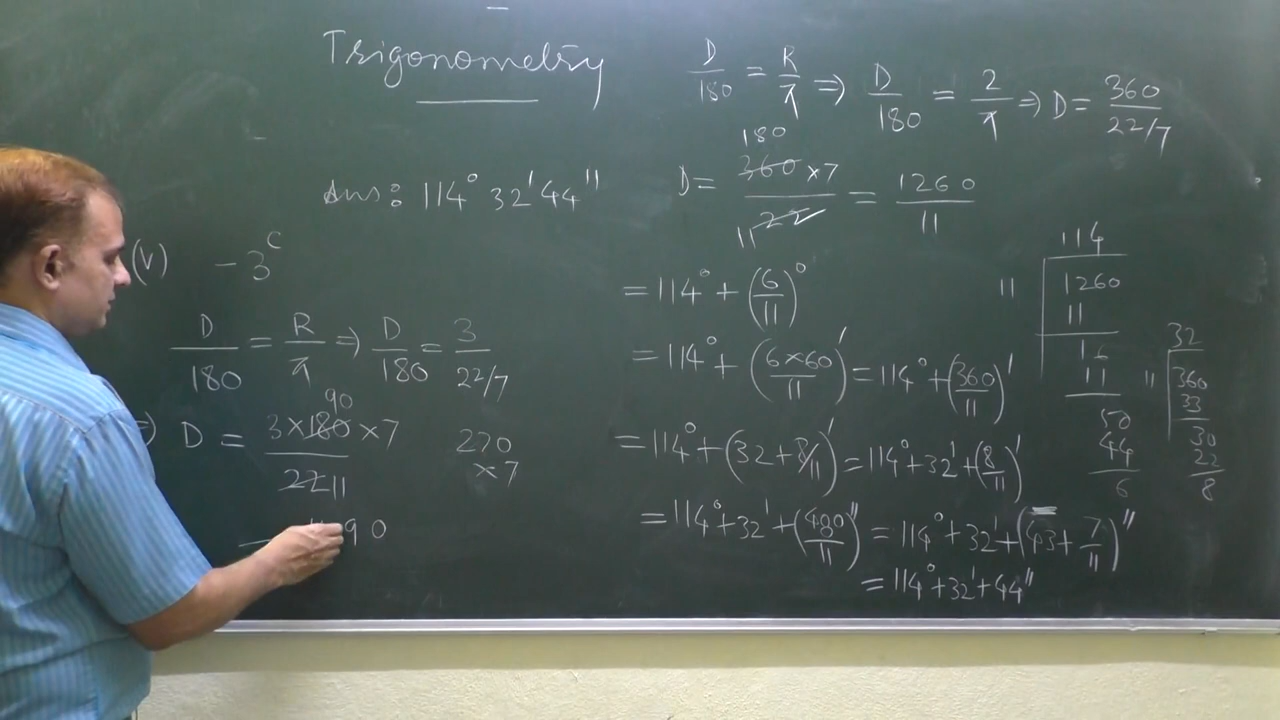 Trigonometry
Ans: 114° 32' 44"
(v) -3ᶜ
D/180 = R/π ⇒ D/180 = 3/(22/7)
D = (3×180×7)/22 90 11
270
×7
90
D/180 = R/π ⇒ D/180 = 2/π ⇒ D = 360/(22/7)
D = (360×7)/22 = 1260/11
180
11
= 114° + (6/11)°
= 114° + (6×60/11)' = 114° + (360/11)'
= 114° + (32 + 8/11)' = 114° + 32' + (8/11)'
= 114° + 32' + (480/11)" = 114° + 32' + (43 + 7/11)"
= 114° + 32' + 44"
114
11 1260
11
16
11
50
44
6
32
11 360
33
30
22
8